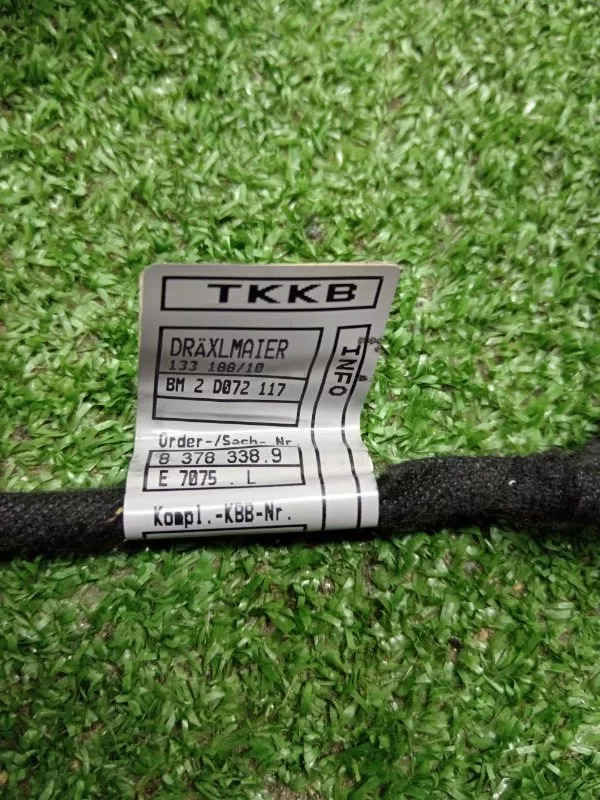 TKKB
DRÄXLMAIER
133 188/10
BM 2 D072 117
INFO
Order-/Sach- Nr.
8 378 338.9
E 7075 . L
Kompl.-KBB-Nr.